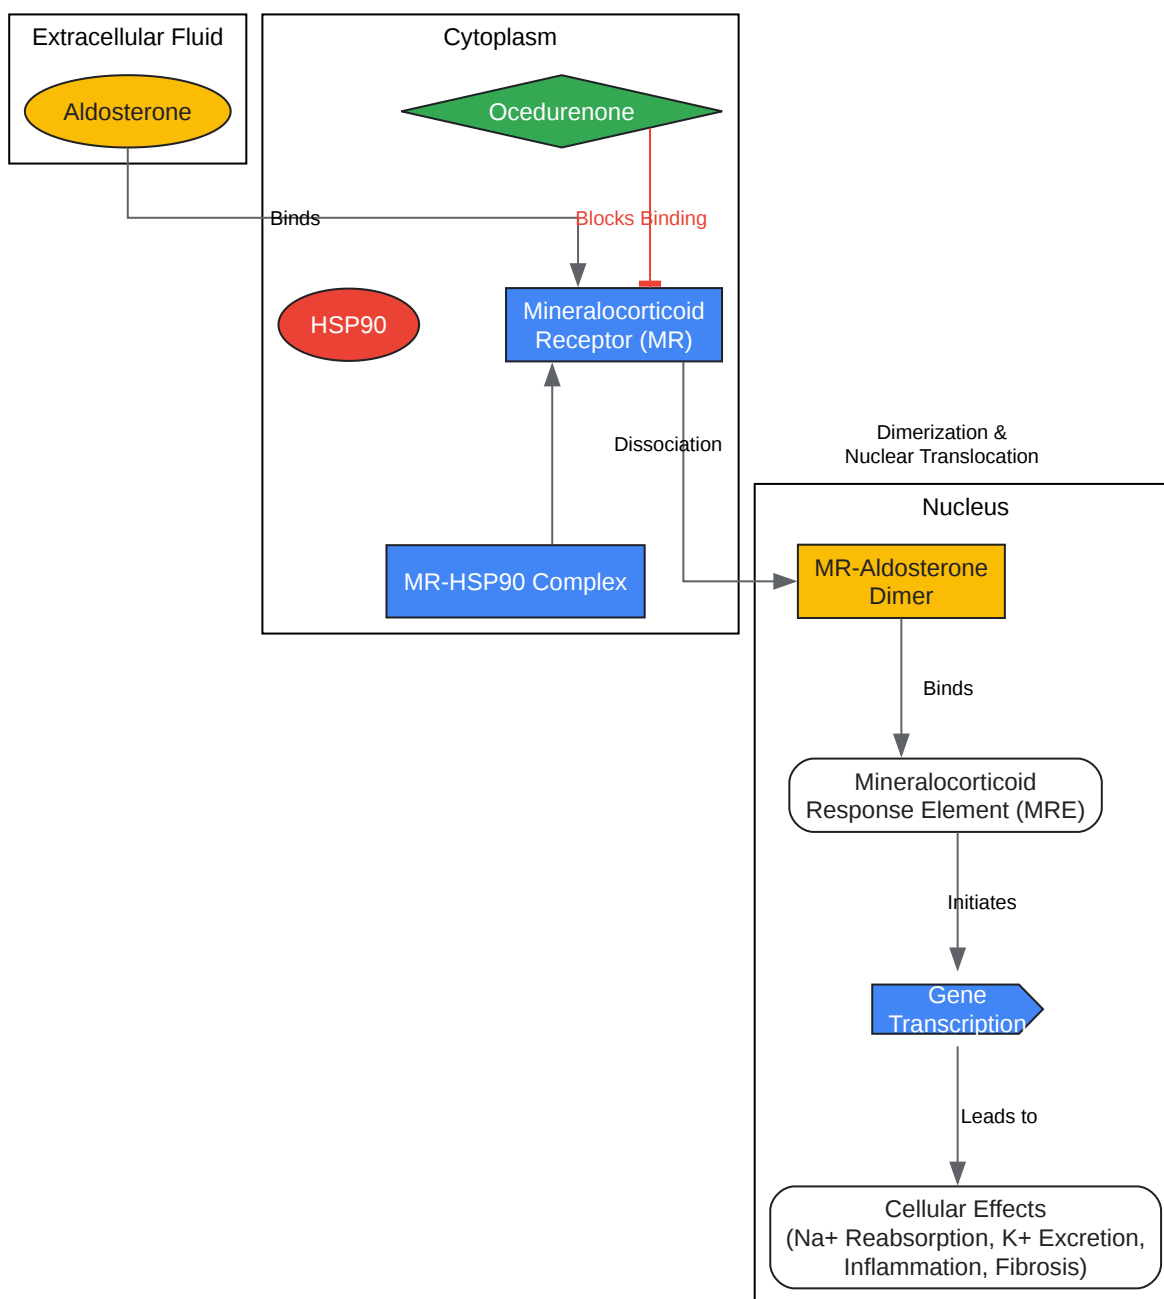 Extracellular Fluid
Cytoplasm
Aldosterone
Ocedurenone
Binds
Blocks Binding
HSP90
Mineralocorticoid
Receptor (MR)
Dissociation
Dimerization &
Nuclear Translocation
Nucleus
MR-HSP90 Complex
MR-Aldosterone
Dimer
Binds
Mineralocorticoid
Response Element (MRE)
Initiates
Gene
Transcription
Leads to
Cellular Effects
(Na+ Reabsorption, K+ Excretion,
Inflammation, Fibrosis)